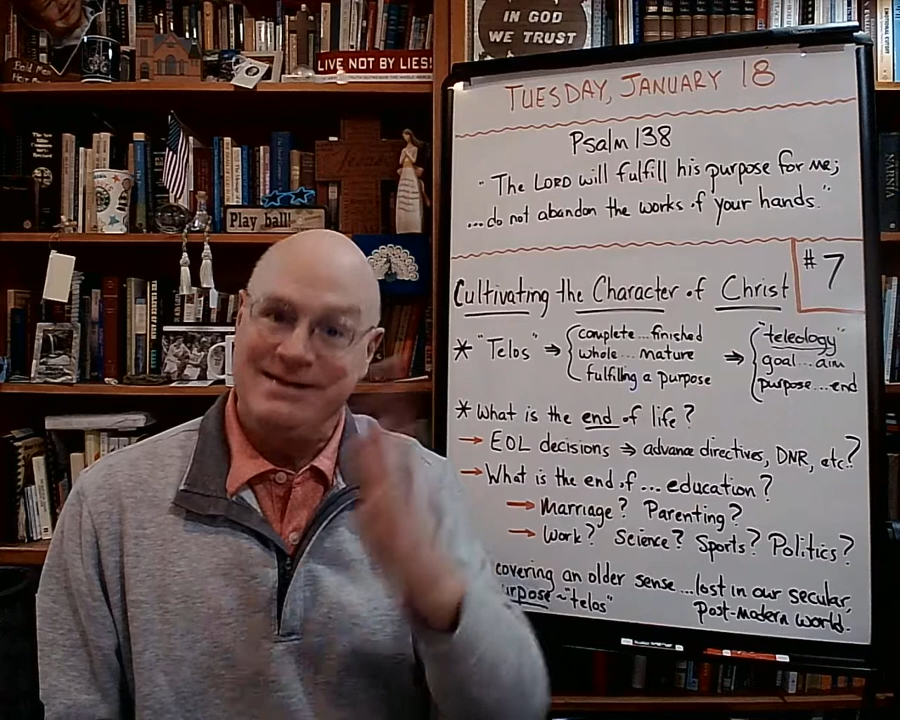 IN GOD
WE TRUST
LIVE NOT BY LIES!
Play ball!
NARNIA
TUESDAY, JANUARY 18
Psalm 138
"The LORD will fulfill his purpose for me;
...do not abandon the works of your hands."
#7
Cultivating the Character of Christ
* "Telos" ⇒ { complete...finished
whole...mature
fulfilling a purpose
⇒ { "teleology"
goal...aim
purpose...end
* What is the end of life?
→ EOL decisions ⇒ advance directives, DNR, etc?
→ What is the end of... education?
→ Marriage? Parenting?
→ Work? Science? Sports? Politics?
covering an older sense...lost in our secular,
urpose ~ "telos" post-modern world.